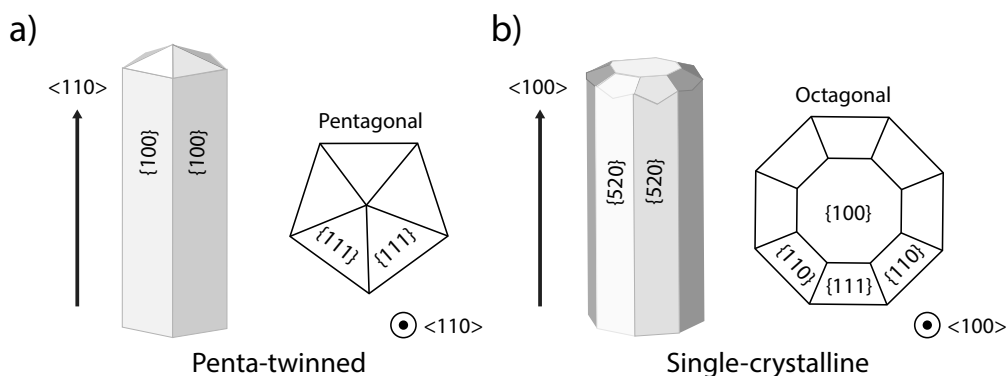 a)
<110>
{100}
{100}
Pentagonal
{111}
{111}
<110>
Penta-twinned
b)
<100>
{520}
{520}
Octagonal
{100}
{110}
{111}
{110}
<100>
Single-crystalline